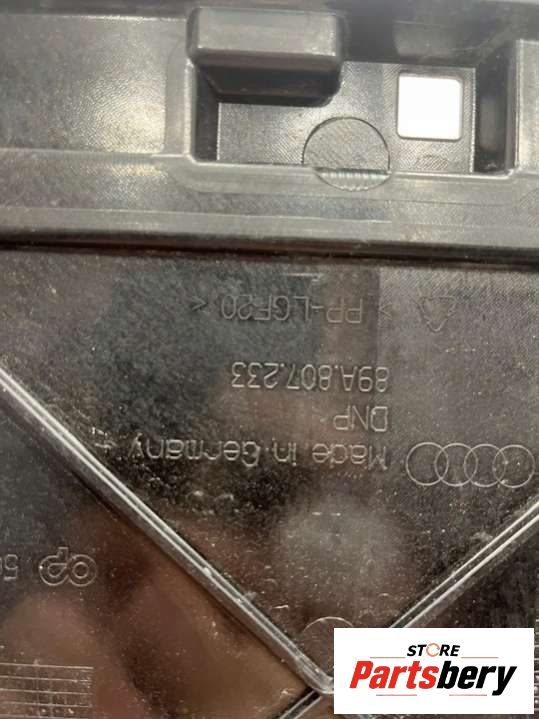 Made in Germany
DNP
89A.807.233
> PP-LGF20 <
STORE
Partsbery